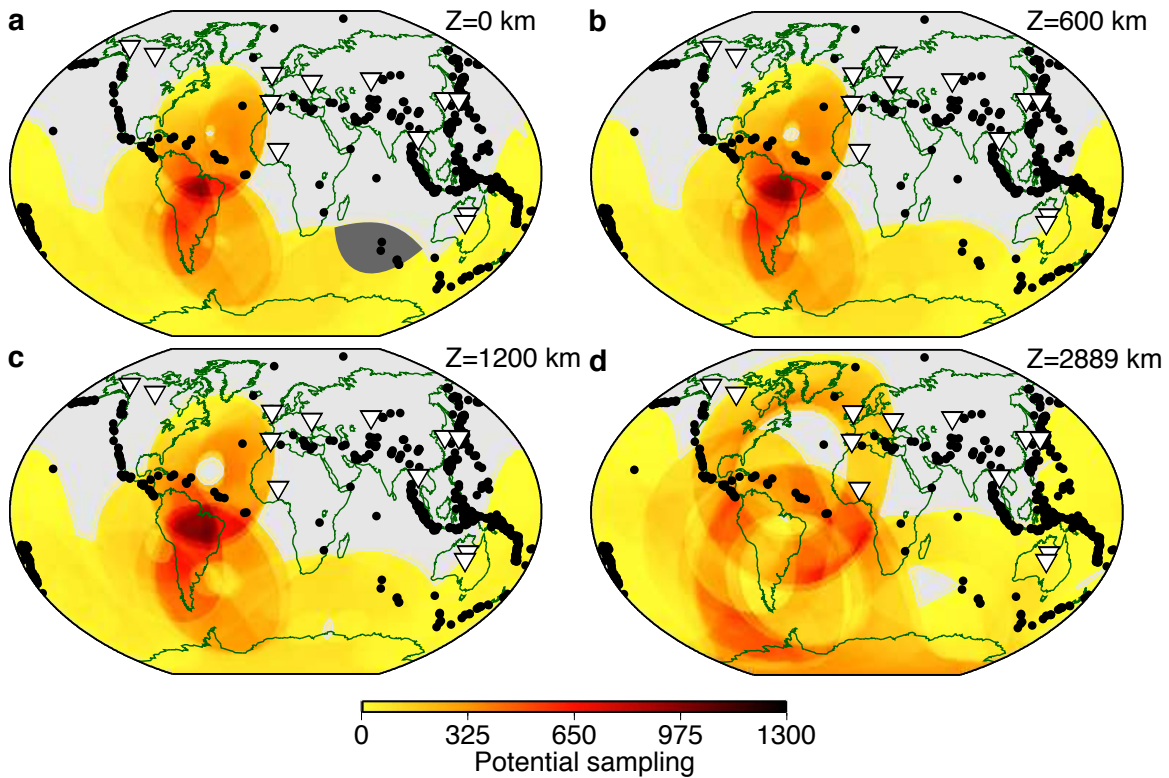 a
Z=0 km
b
Z=600 km
c
Z=1200 km
d
Z=2889 km
0 325 650 975 1300
Potential sampling